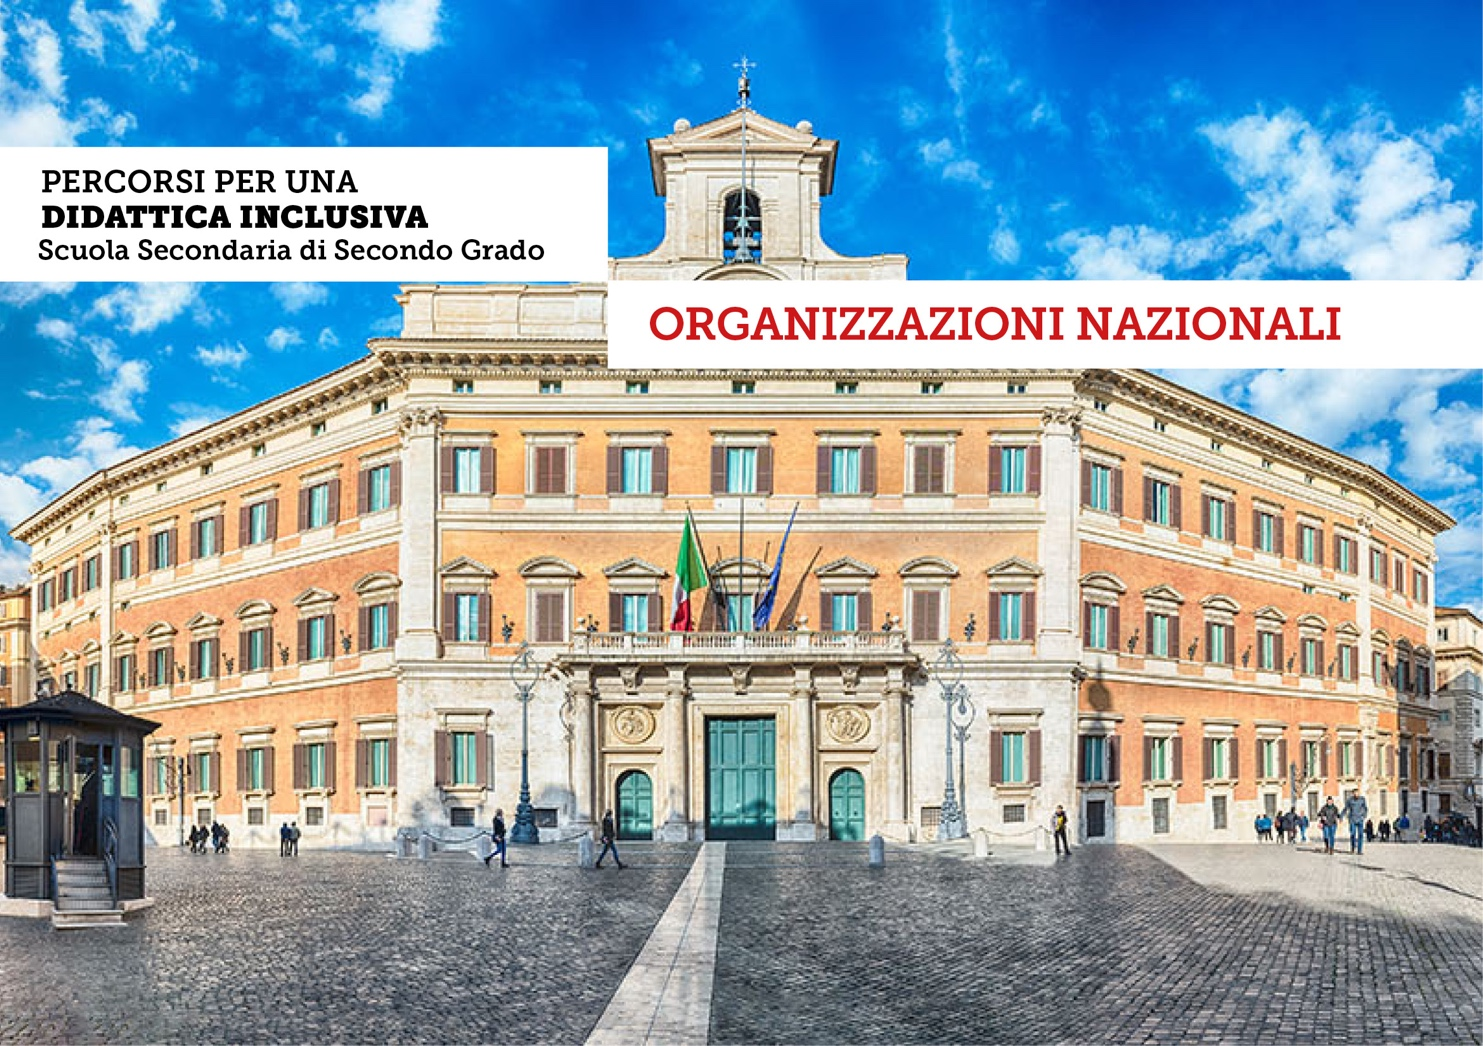 PERCORSI PER UNA
DIDATTICA INCLUSIVA
Scuola Secondaria di Secondo Grado
ORGANIZZAZIONI NAZIONALI